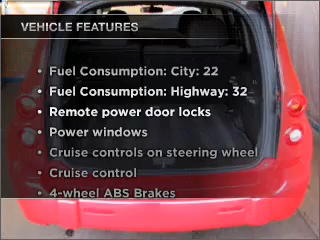 VEHICLE FEATURES
• Fuel Consumption: City: 22
• Fuel Consumption: Highway: 32
• Remote power door locks
• Power windows
• Cruise controls on steering wheel
• Cruise control
• 4-wheel ABS Brakes